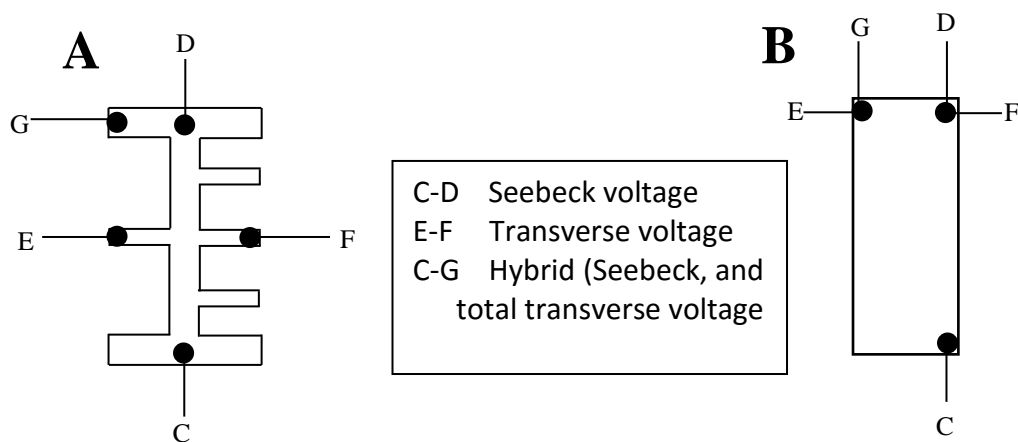 A
D
G
E
F
C
C-D Seebeck voltage
E-F Transverse voltage
C-G Hybrid (Seebeck, and
total transverse voltage
B
G
D
E
F
C